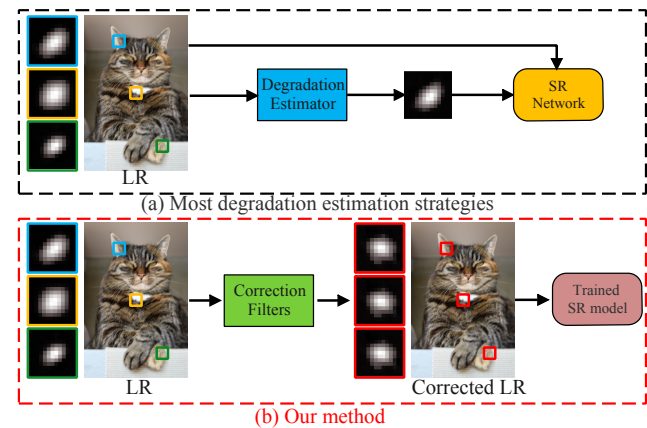 Degradation
Estimator
SR
Network
LR
(a) Most degradation estimation strategies
Correction
Filters
Trained
SR model
LR
Corrected LR
(b) Our method